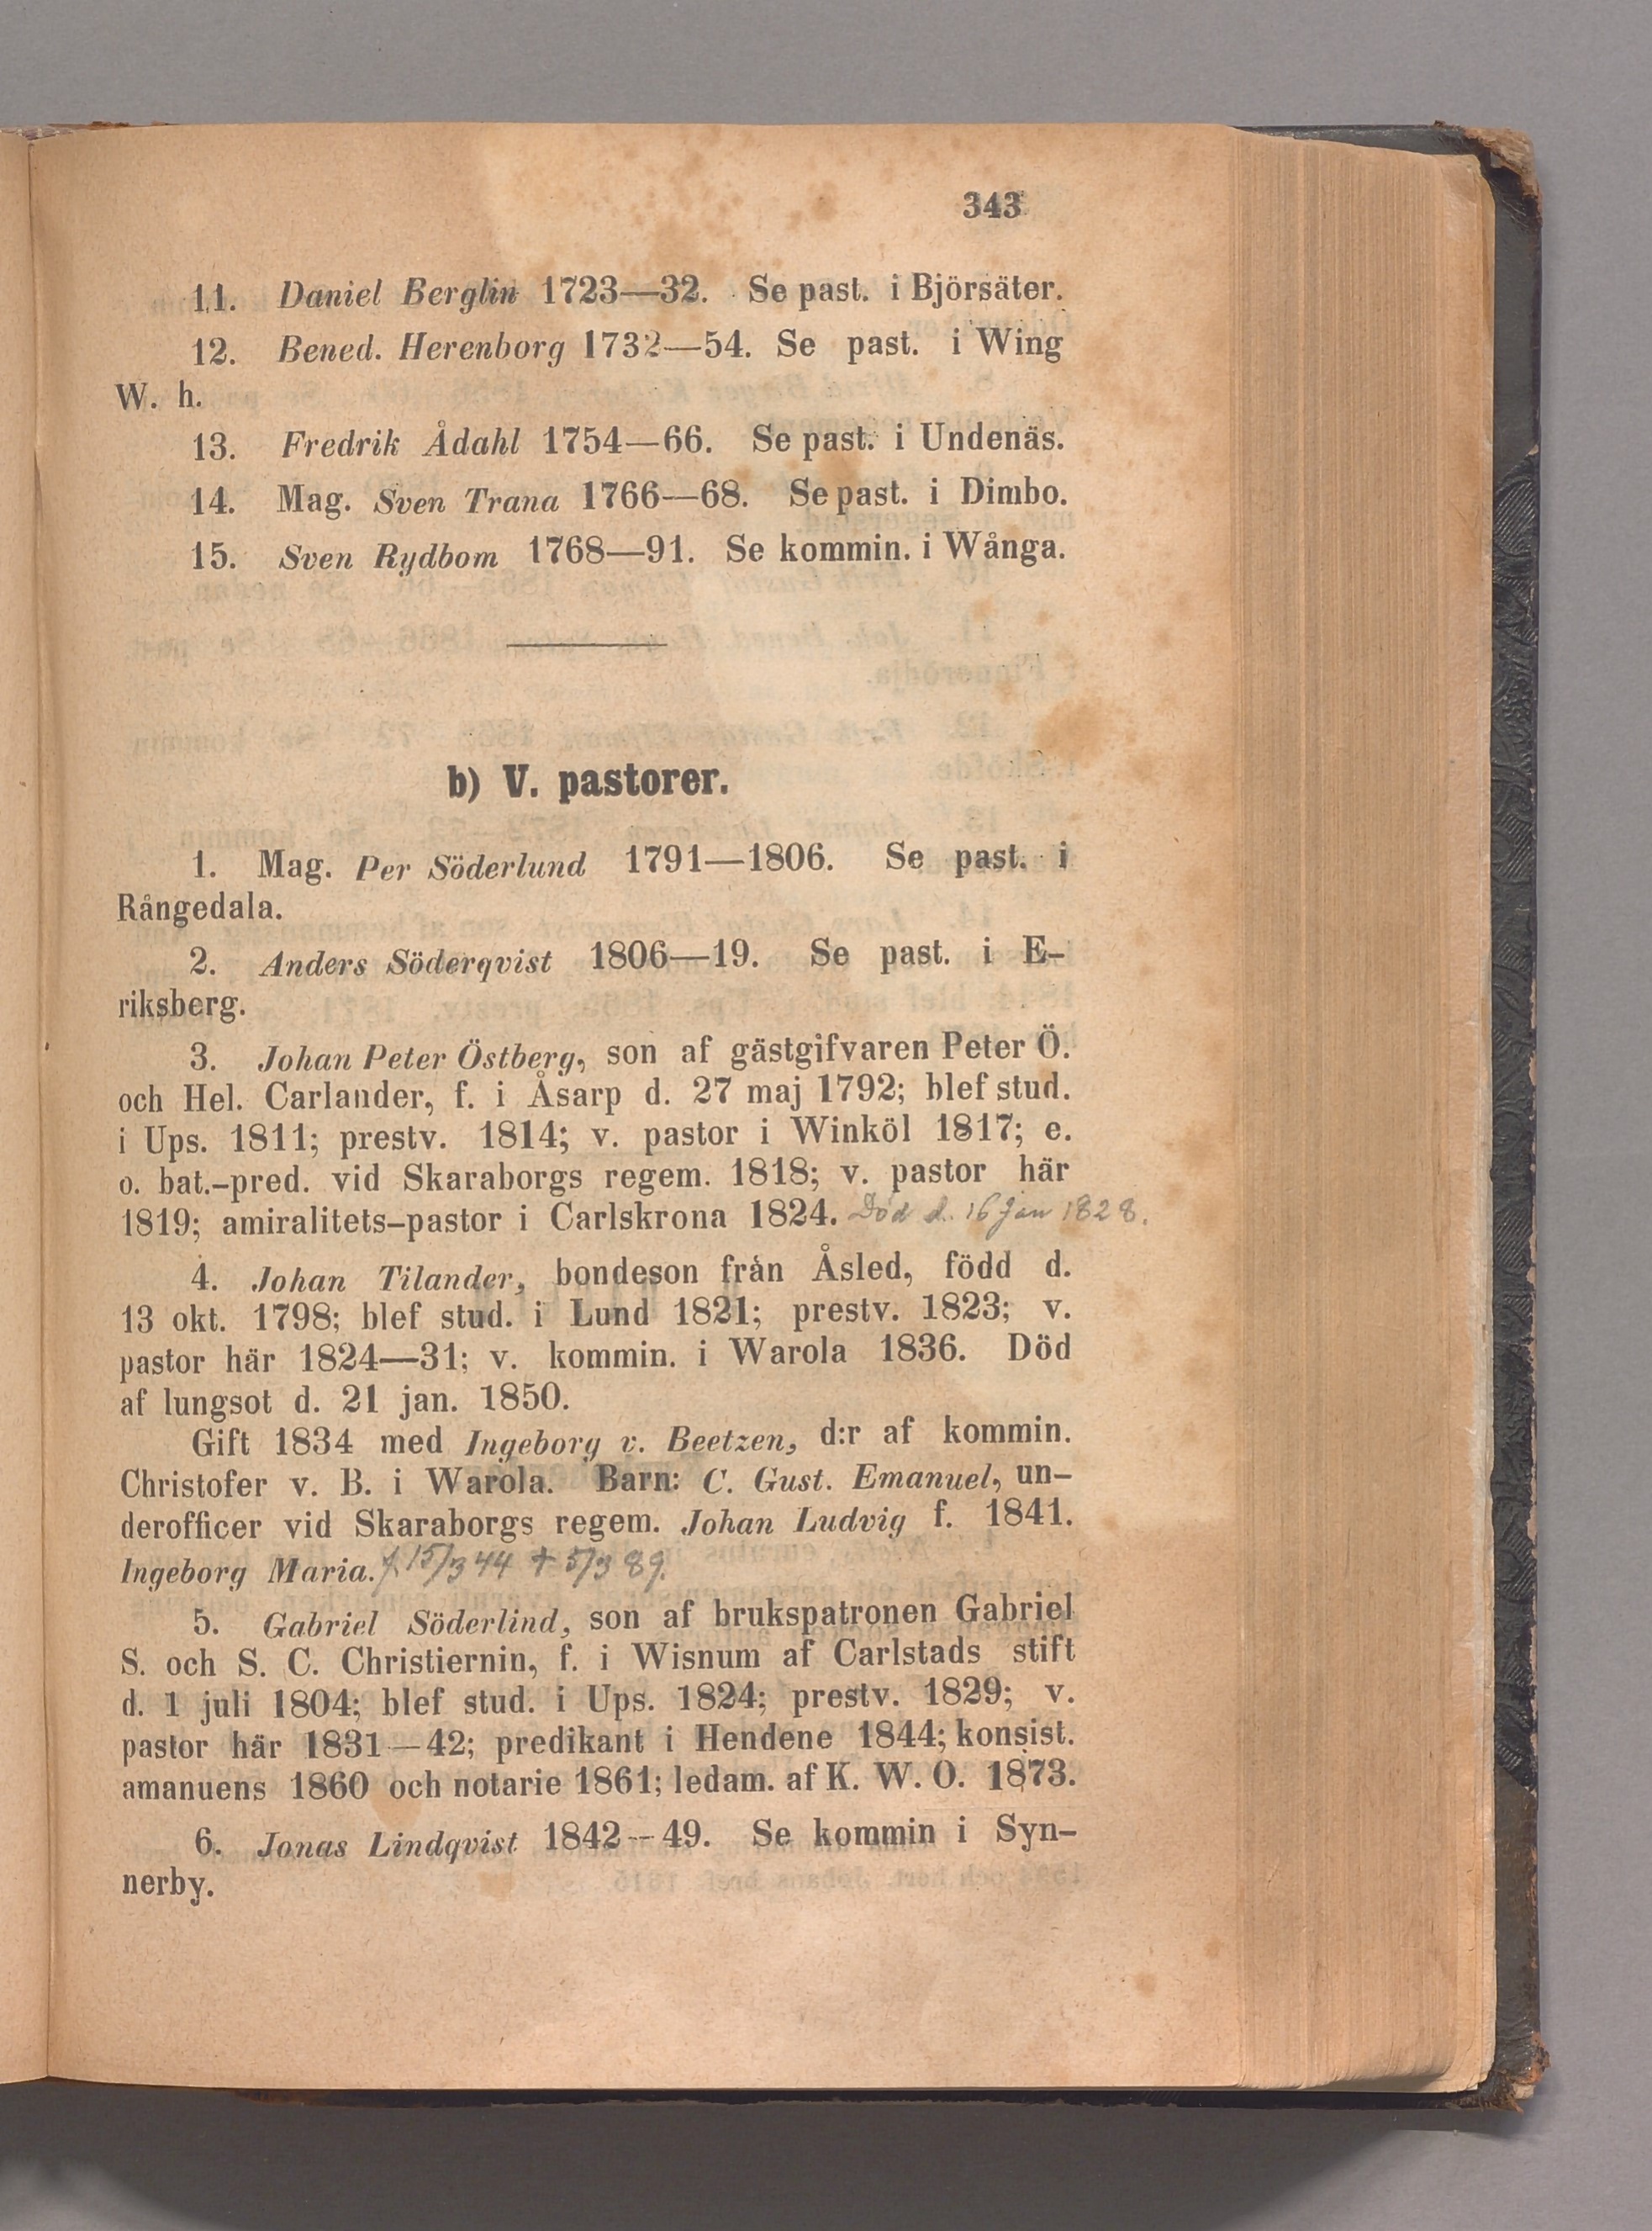 343
11. Daniel Berglin 1723—32. Se past. i Björsäter.
12. Bened. Herenborg 1732—54. Se past. i Wing
W. h.
13. Fredrik Ådahl 1754—66. Se past. i Undenäs.
14. Mag. Sven Trana 1766—68. Se past. i Dimbo.
15. Sven Rydbom 1768—91. Se kommin. i Wånga.
b) V. pastorer.
1. Mag. Per Söderlund 1791—1806. Se past. i
Rångedala.
2. Anders Söderqvist 1806—19. Se past. i E-
riksberg.
3. Johan Peter Östberg, son af gästgifvaren Peter Ö.
och Hel. Carlander, f. i Åsarp d. 27 maj 1792; blef stud.
i Ups. 1811; prestv. 1814; v. pastor i Winköl 1817; e.
o. bat.-pred. vid Skaraborgs regem. 1818; v. pastor här
1819; amiralitets-pastor i Carlskrona 1824. Död d. 16 Jan 1828.
4. Johan Tilander, bondeson från Åsled, född d.
13 okt. 1798; blef stud. i Lund 1821; prestv. 1823; v.
pastor här 1824—31; v. kommin. i Warola 1836. Död
af lungsot d. 21 jan. 1850.
Gift 1834 med Ingeborg v. Beetzen, d:r af kommin.
Christofer v. B. i Warola. Barn: C. Gust. Emanuel, un-
derofficer vid Skaraborgs regem. Johan Ludvig f. 1841.
Ingeborg Maria. f. 15/3 44 † 5/3 89.
5. Gabriel Söderlind, son af brukspatronen Gabriel
S. och S. C. Christiernin, f. i Wisnum af Carlstads stift
d. 1 juli 1804; blef stud. i Ups. 1824; prestv. 1829; v.
pastor här 1831—42; predikant i Hendene 1844; konsist.
amanuens 1860 och notarie 1861; ledam. af K. W. O. 1873.
6. Jonas Lindqvist 1842--49. Se kommin i Syn-
nerby.